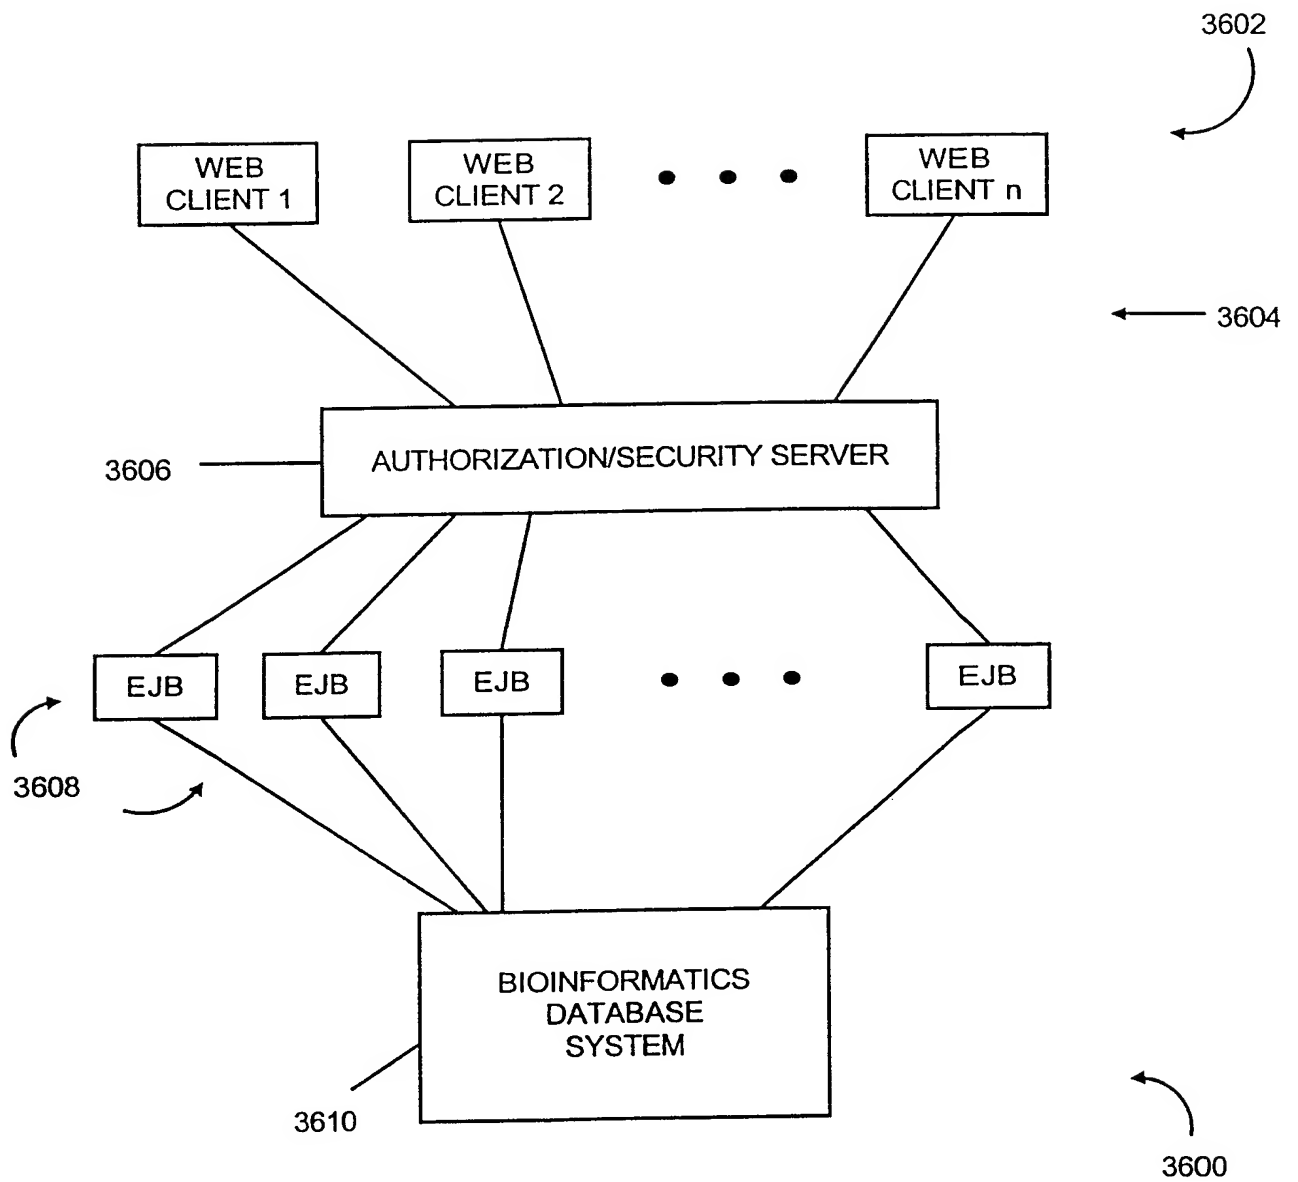 3602
WEB
CLIENT 1
WEB
CLIENT 2
WEB
CLIENT n
3604
AUTHORIZATION/SECURITY SERVER
3606
EJB
EJB
EJB
EJB
3608
BIOINFORMATICS
DATABASE
SYSTEM
3610
3600